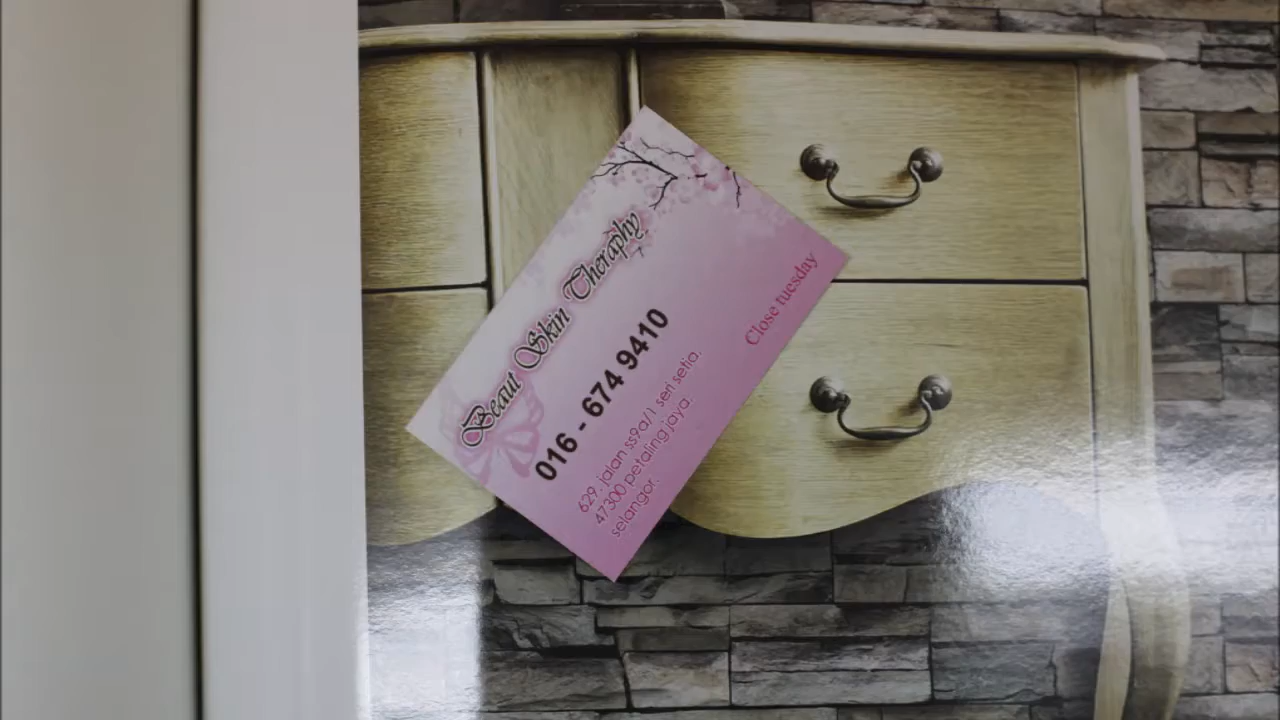 Beaut Skin Theraphy
016 - 674 9410
629, jalan ss9a/1 seri setia.
47300 petaling jaya.
selangor.
Close tuesday